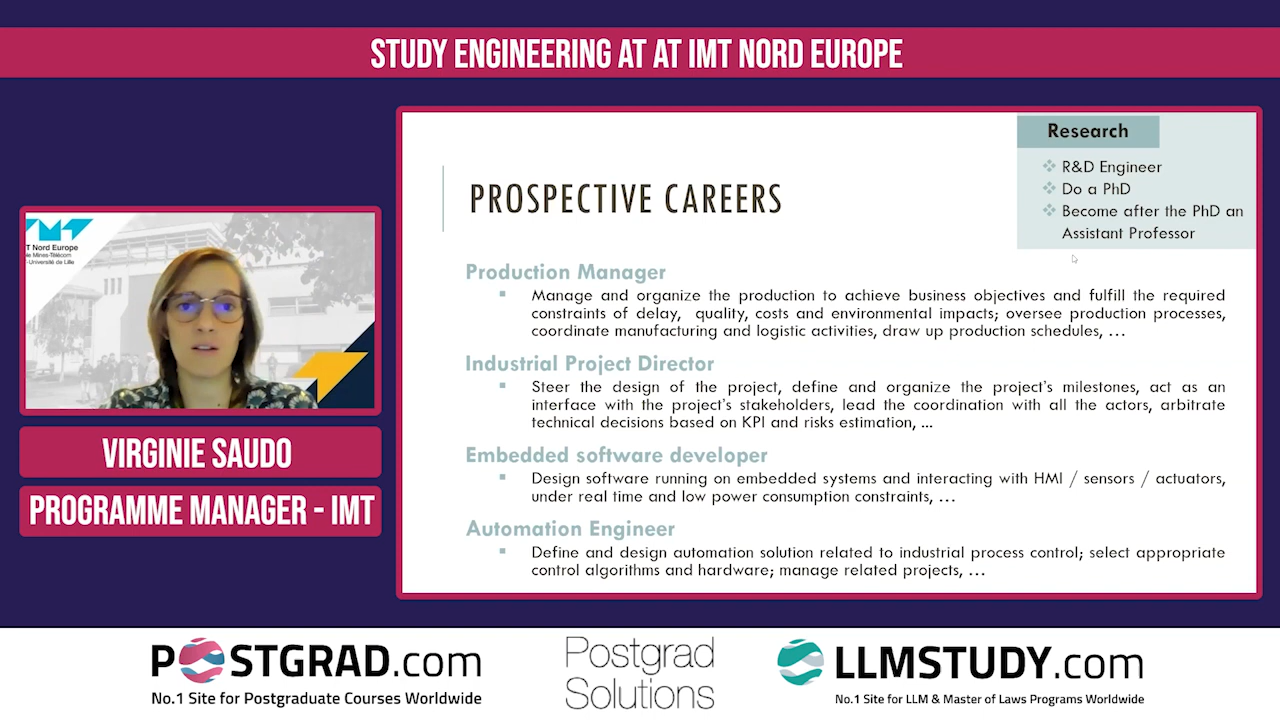 STUDY ENGINEERING AT AT IMT NORD EUROPE
T Nord Europe
le Mines-Télécom
-Université de Lille
VIRGINIE SAUDO
PROGRAMME MANAGER - IMT
PROSPECTIVE CAREERS
Research
R&D Engineer
Do a PhD
Become after the PhD an
Assistant Professor
Production Manager
Manage and organize the production to achieve business objectives and fulfill the required
constraints of delay, quality, costs and environmental impacts; oversee production processes,
coordinate manufacturing and logistic activities, draw up production schedules, …
Industrial Project Director
Steer the design of the project, define and organize the project's milestones, act as an
interface with the project's stakeholders, lead the coordination with all the actors, arbitrate
technical decisions based on KPI and risks estimation, ...
Embedded software developer
Design software running on embedded systems and interacting with HMI / sensors / actuators,
under real time and low power consumption constraints, …
Automation Engineer
Define and design automation solution related to industrial process control; select appropriate
control algorithms and hardware; manage related projects, …
POSTGRAD.com
No.1 Site for Postgraduate Courses Worldwide
Postgrad
Solutions
LLMSTUDY.com
No.1 Site for LLM & Master of Laws Programs Worldwide